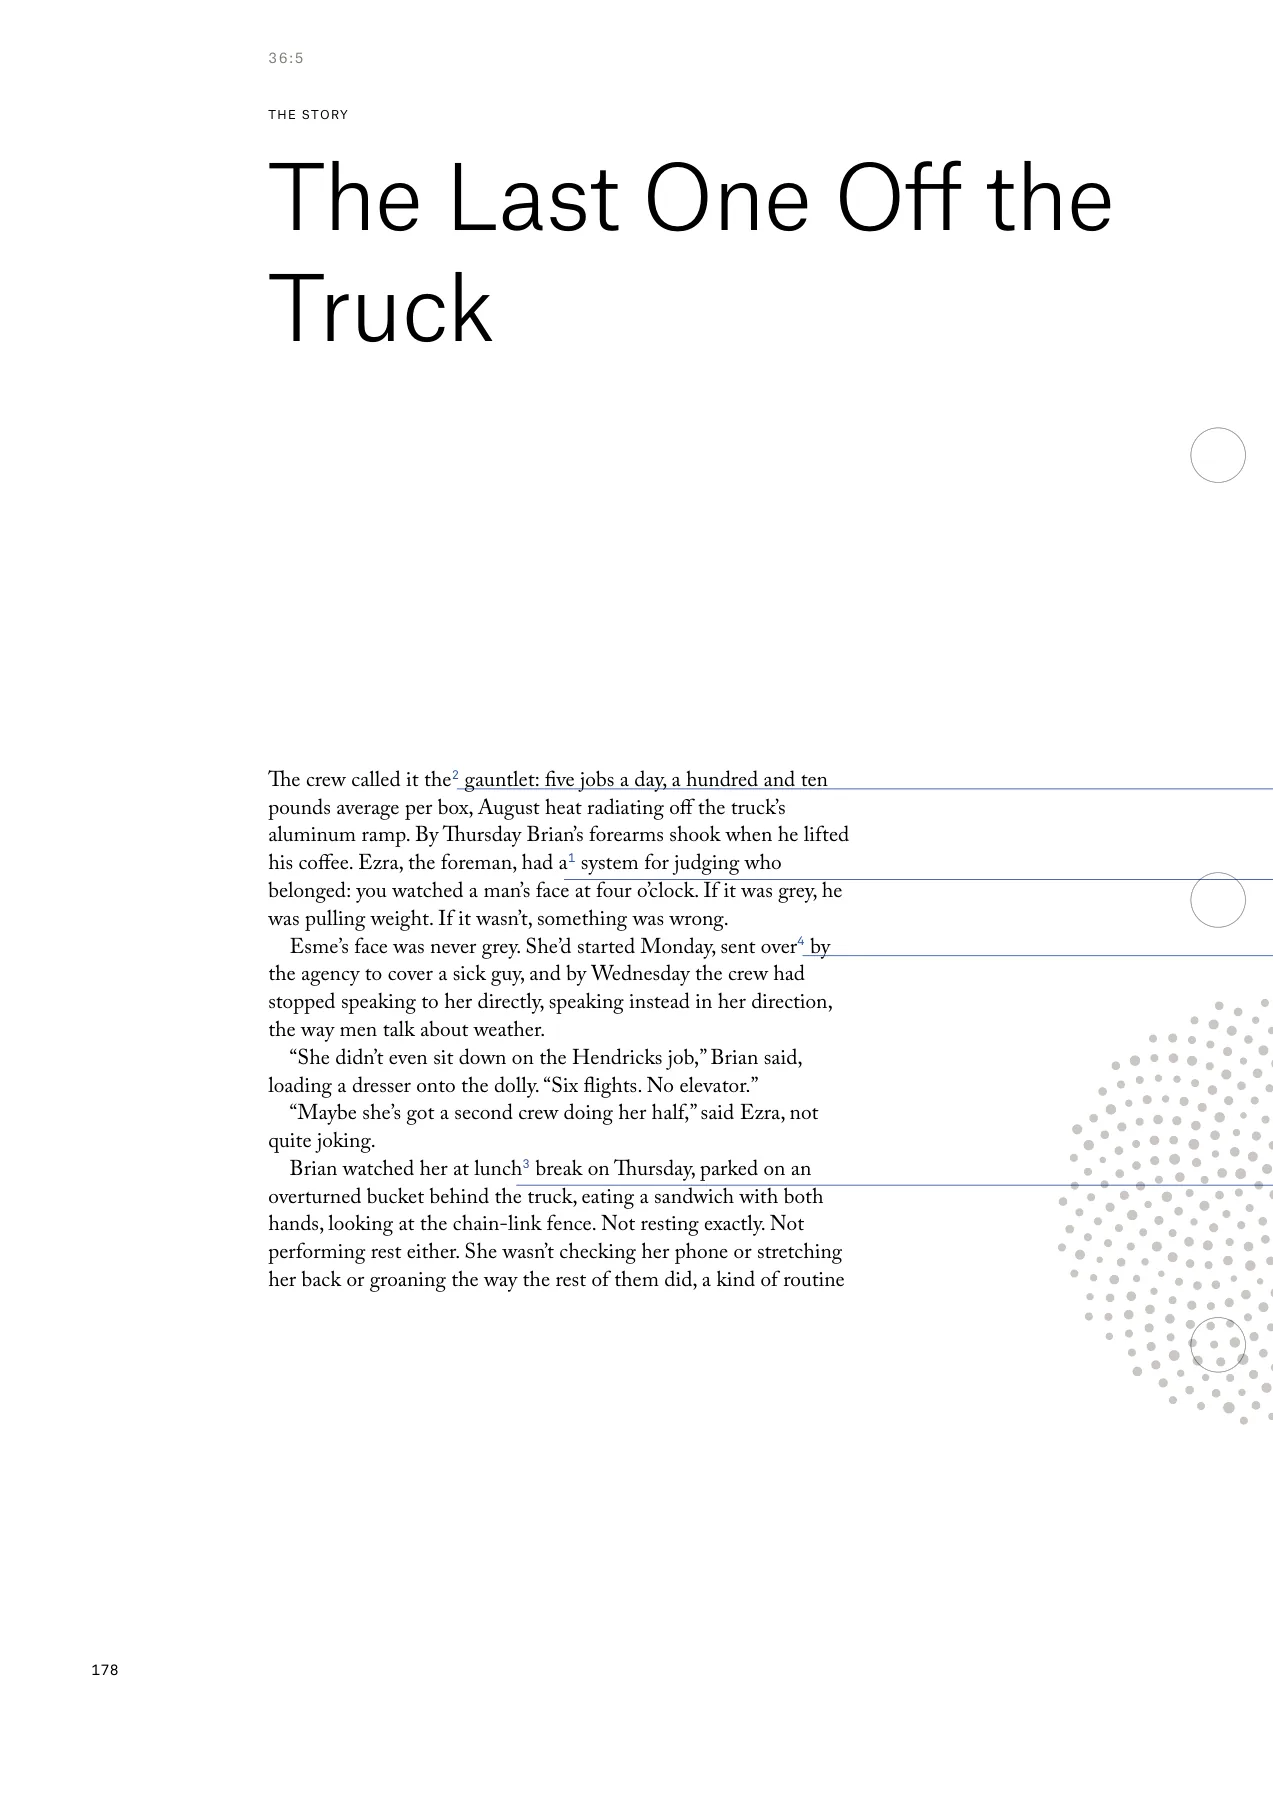 36:5
THE STORY
The Last One Off the
Truck
The crew called it the² gauntlet: five jobs a day, a hundred and ten
pounds average per box, August heat radiating off the truck’s
aluminum ramp. By Thursday Brian’s forearms shook when he lifted
his coffee. Ezra, the foreman, had a¹ system for judging who
belonged: you watched a man’s face at four o’clock. If it was grey, he
was pulling weight. If it wasn’t, something was wrong.
Esme’s face was never grey. She’d started Monday, sent over⁴ by
the agency to cover a sick guy, and by Wednesday the crew had
stopped speaking to her directly, speaking instead in her direction,
the way men talk about weather.
“She didn’t even sit down on the Hendricks job,” Brian said,
loading a dresser onto the dolly. “Six flights. No elevator.”
“Maybe she’s got a second crew doing her half,” said Ezra, not
quite joking.
Brian watched her at lunch³ break on Thursday, parked on an
overturned bucket behind the truck, eating a sandwich with both
hands, looking at the chain-link fence. Not resting exactly. Not
performing rest either. She wasn’t checking her phone or stretching
her back or groaning the way the rest of them did, a kind of routine
178